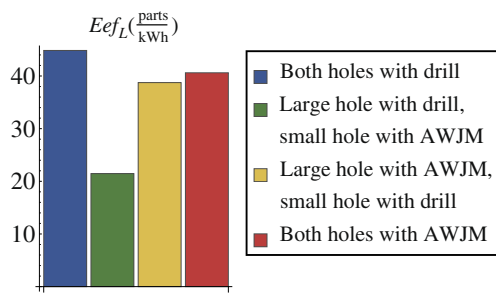 Eef_L(parts/kWh)
40
30
20
10
Both holes with drill
Large hole with drill,
small hole with AWJM
Large hole with AWJM,
small hole with drill
Both holes with AWJM